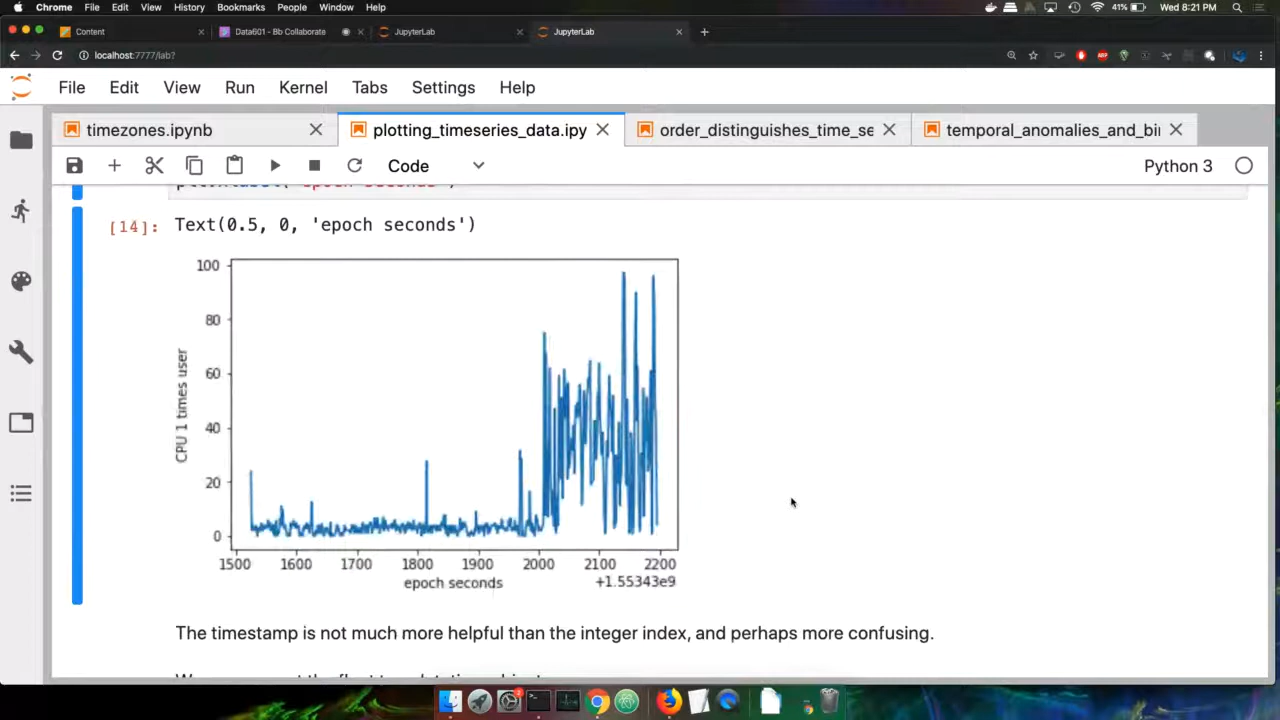 Chrome File Edit View History Bookmarks People Window Help 41% Wed 8:21 PM
Content Data601 - Bb Collaborate JupyterLab JupyterLab
localhost:7777/lab?
File Edit View Run Kernel Tabs Settings Help
timezones.ipynb plotting_timeseries_data.ipy order_distinguishes_time_se temporal_anomalies_and_bi
Code Python 3
[14]: Text(0.5, 0, 'epoch seconds')
100
80
60
40
20
0
CPU 1 times user
1500 1600 1700 1800 1900 2000 2100 2200
epoch seconds +1.55343e9
The timestamp is not much more helpful than the integer index, and perhaps more confusing.